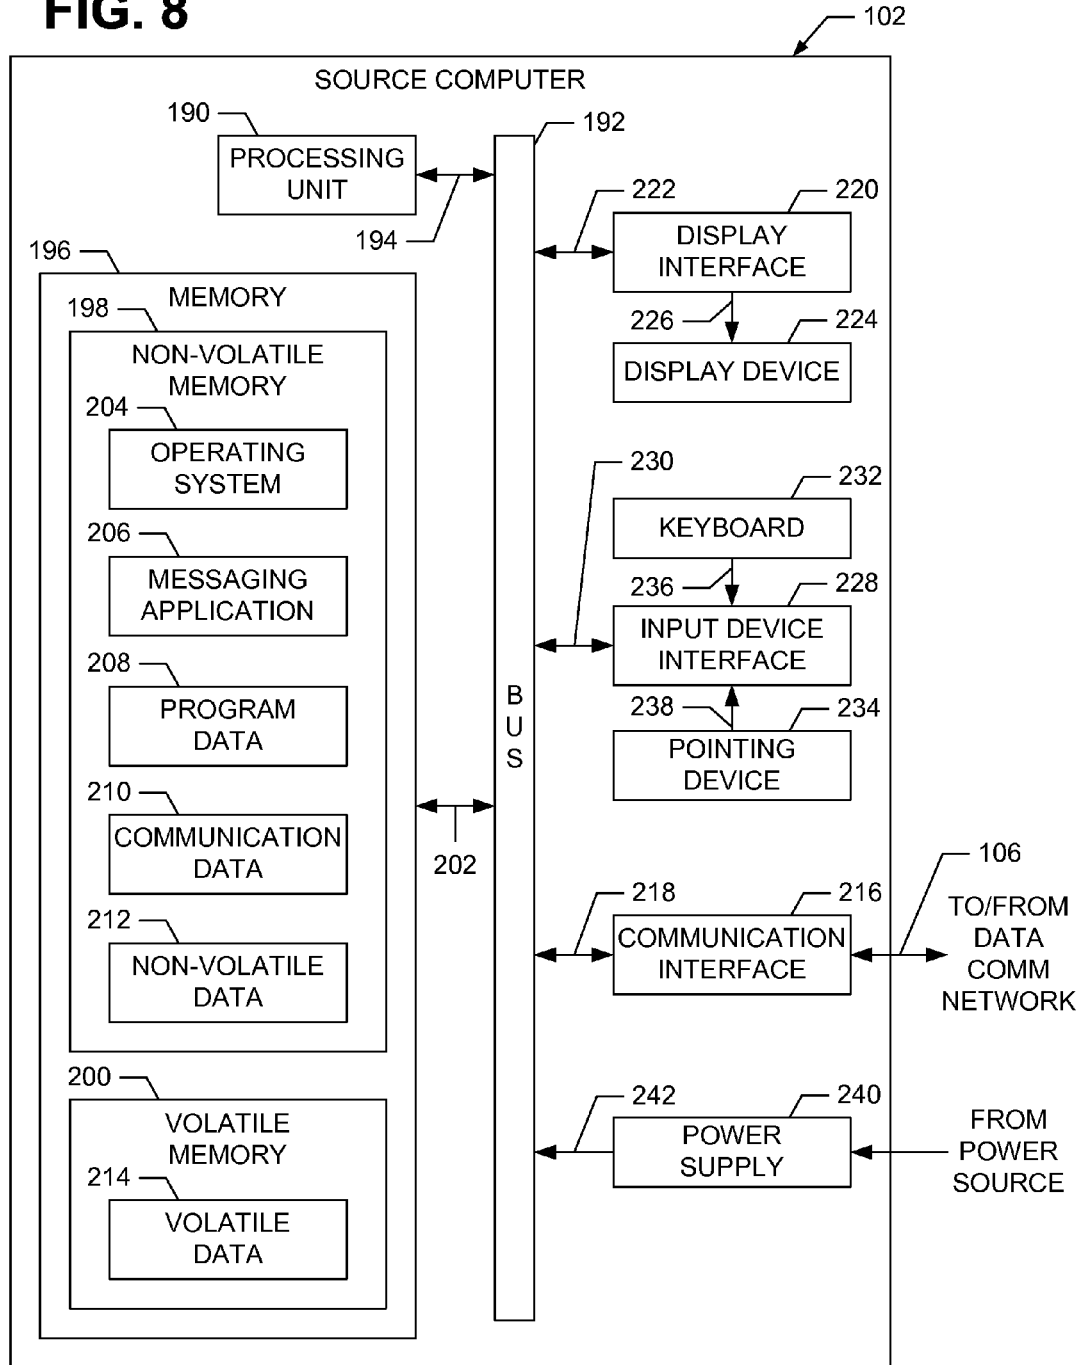 FIG. 8
102
SOURCE COMPUTER
190
PROCESSING
UNIT
194
192
196
MEMORY
198
NON-VOLATILE
MEMORY
204
OPERATING
SYSTEM
206
MESSAGING
APPLICATION
208
PROGRAM
DATA
210
COMMUNICATION
DATA
212
NON-VOLATILE
DATA
200
VOLATILE
MEMORY
214
VOLATILE
DATA
202
B
U
S
222
220
DISPLAY
INTERFACE
226
224
DISPLAY DEVICE
230
232
KEYBOARD
236
228
INPUT DEVICE
INTERFACE
238
234
POINTING
DEVICE
218
216
COMMUNICATION
INTERFACE
106
TO/FROM
DATA
COMM
NETWORK
242
240
POWER
SUPPLY
FROM
POWER
SOURCE